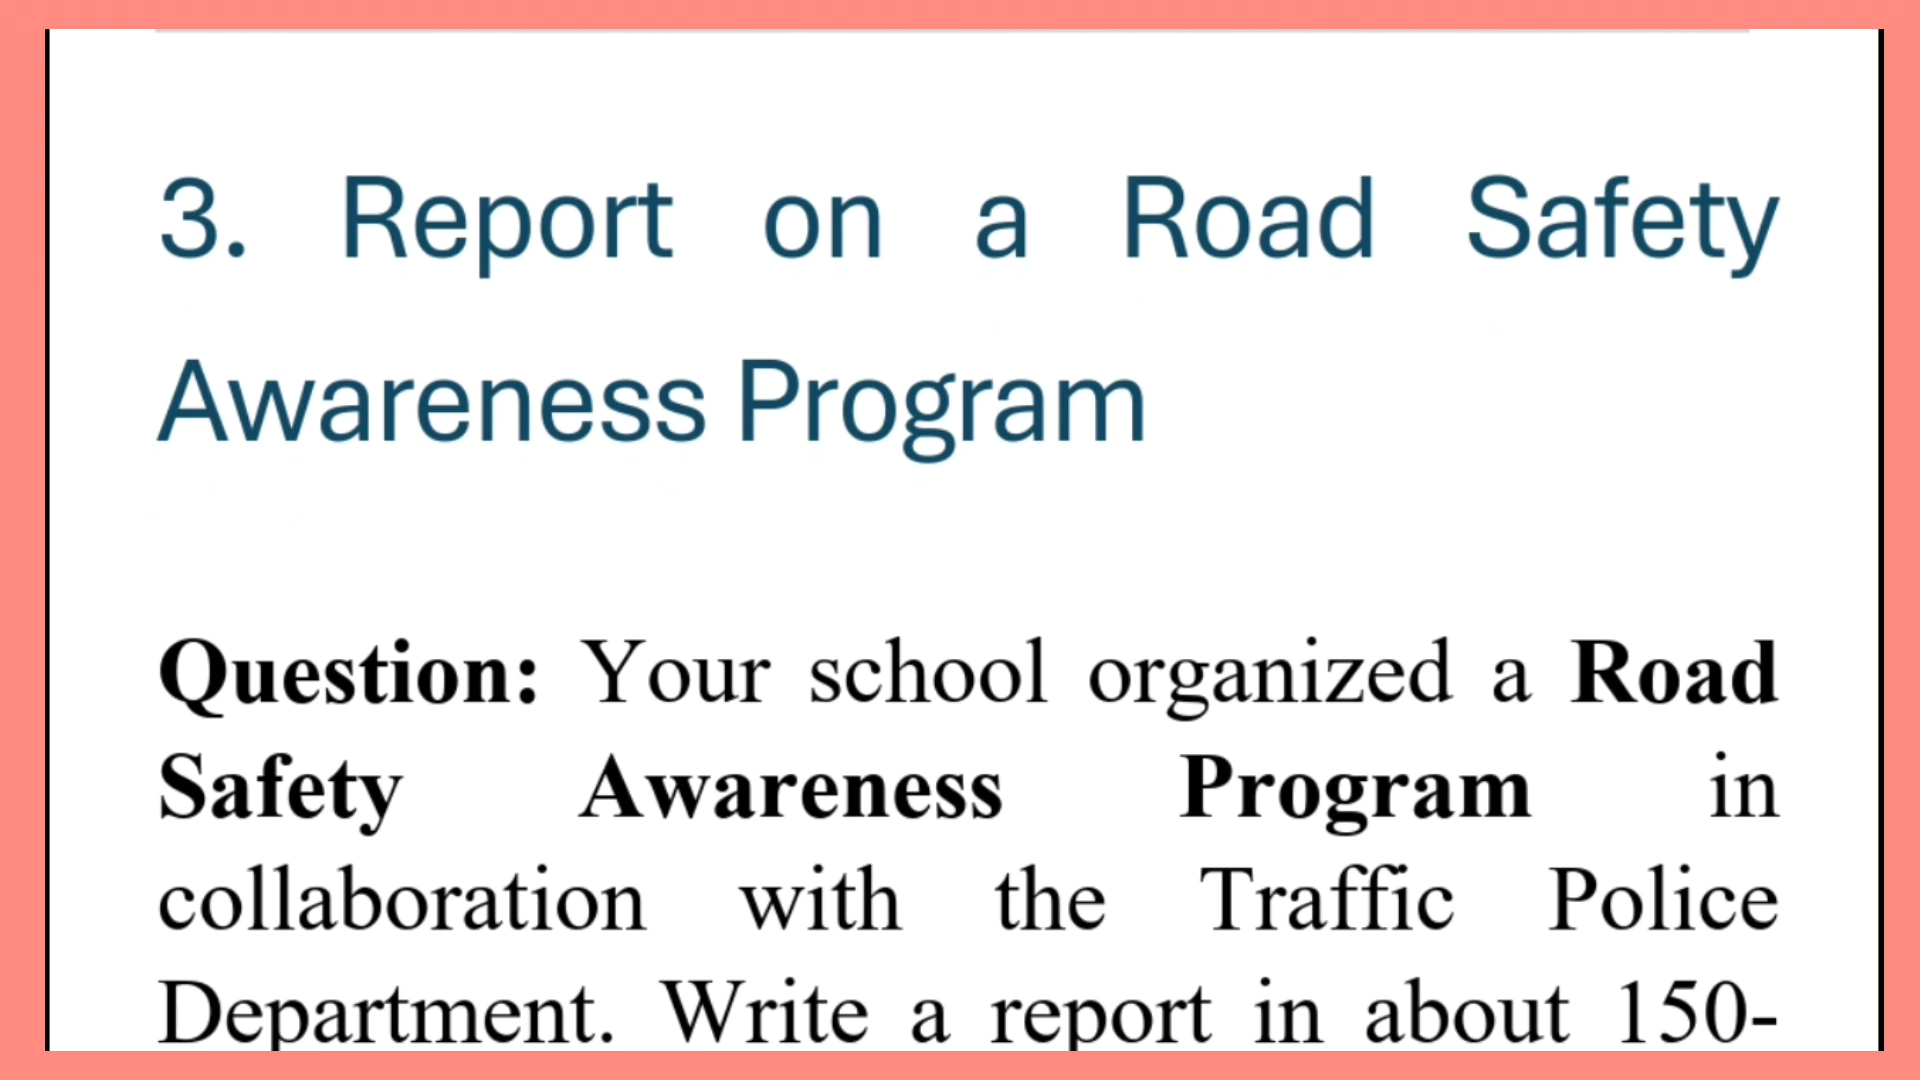 3. Report on a Road Safety
Awareness Program
Question: Your school organized a Road
Safety Awareness Program in
collaboration with the Traffic Police
Department. Write a report in about 150-